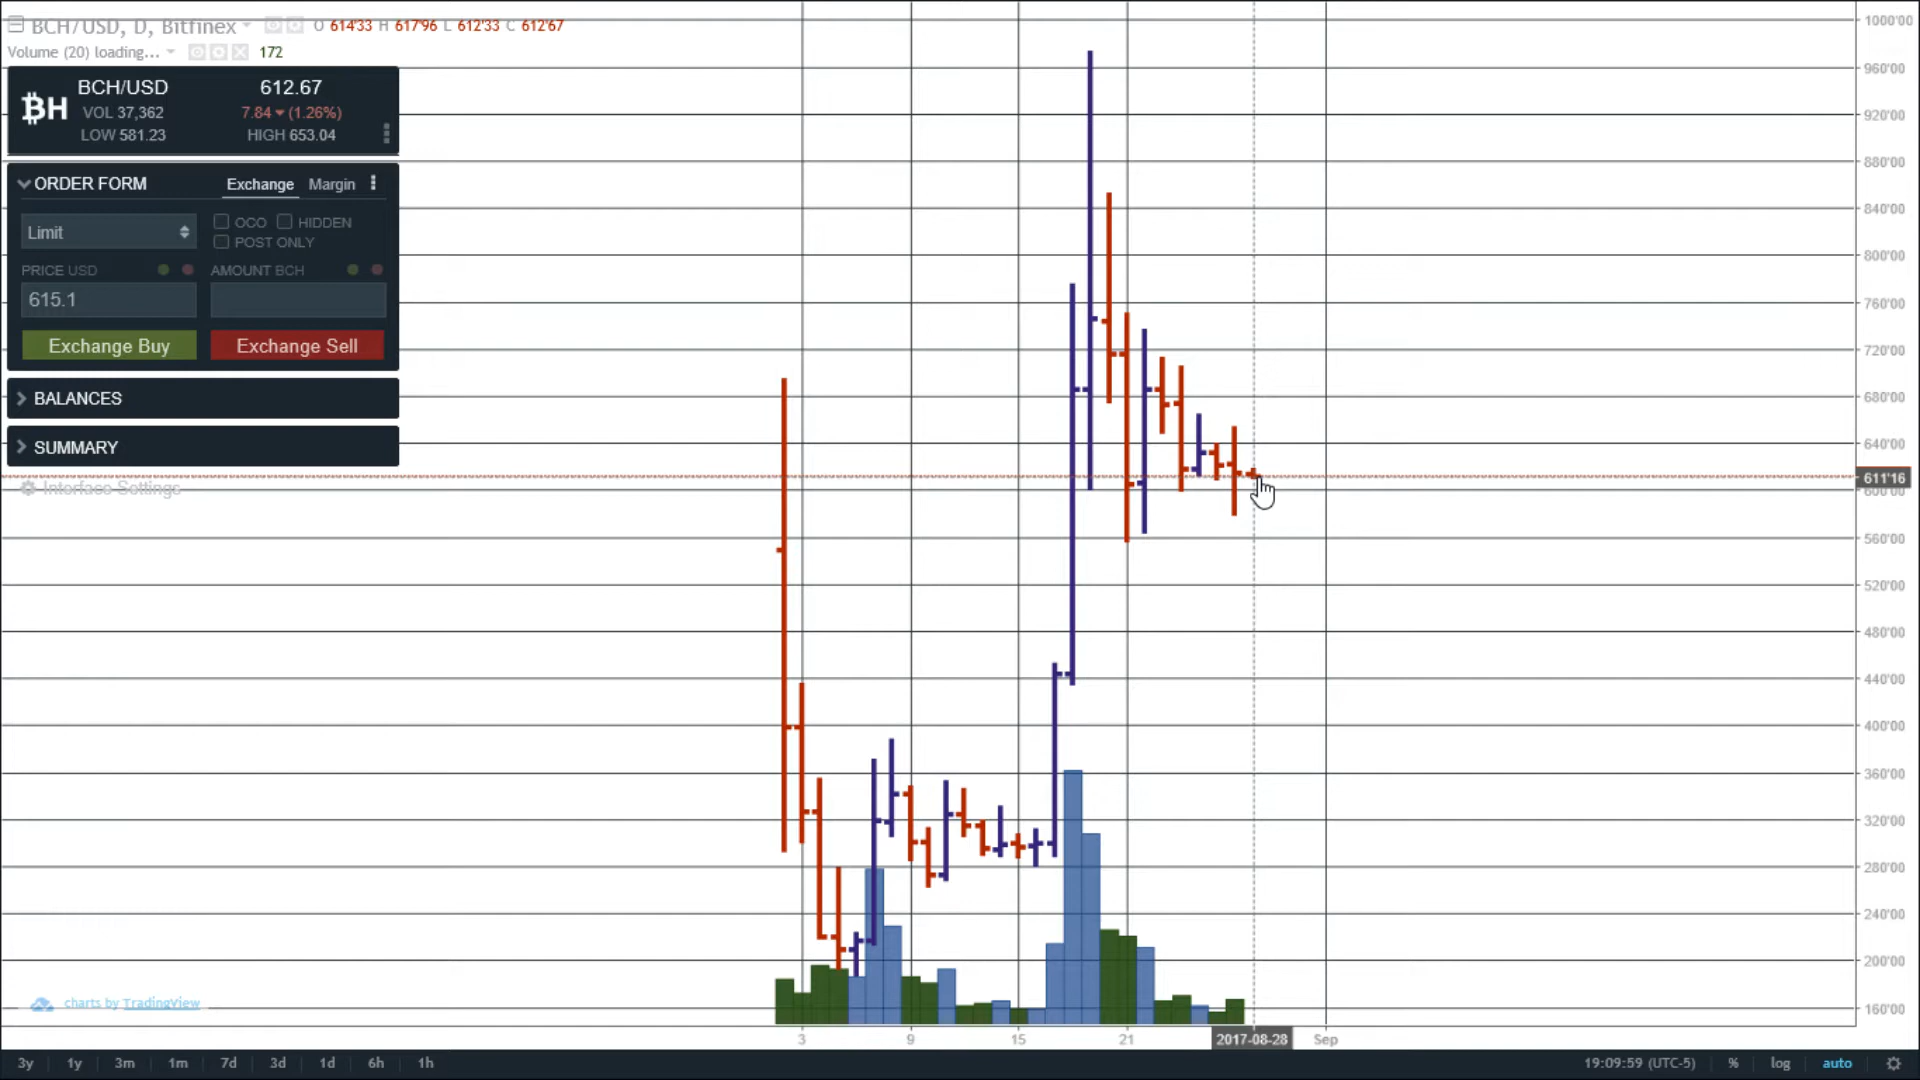 BCH/USD, D, Bitfinex O 614'33 H 617'96 L 612'33 C 612'67
Volume (20) loading... 172
BCH/USD 612.67
VOL 37,362 7.84 (1.26%)
LOW 581.23 HIGH 653.04
ORDER FORM Exchange Margin
Limit OCO HIDDEN
POST ONLY
PRICE USD AMOUNT BCH
615.1
Exchange Buy Exchange Sell
BALANCES
SUMMARY
Interface Settings
1000'00
960'00
920'00
880'00
840'00
800'00
760'00
720'00
680'00
640'00
611'16
600'00
560'00
520'00
480'00
440'00
400'00
360'00
320'00
280'00
240'00
200'00
160'00
charts by TradingView
3 9 15 21 2017-08-28 Sep
3y 1y 3m 1m 7d 3d 1d 6h 1h 19:09:59 (UTC-5) % log auto